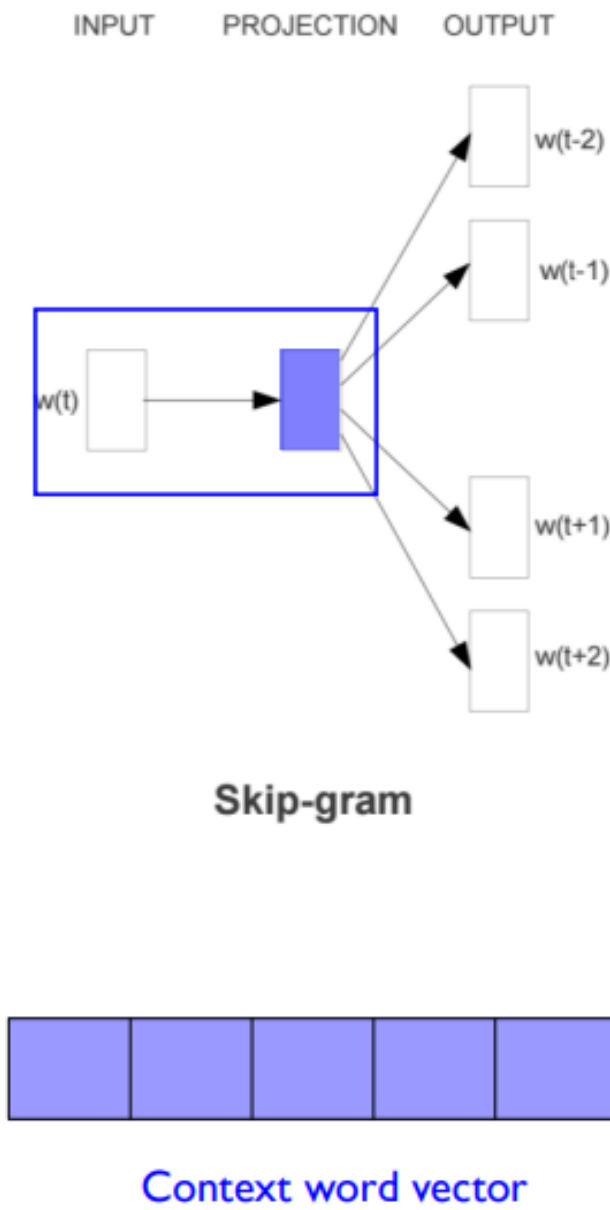 INPUT PROJECTION OUTPUT
w(t-2)
w(t-1)
w(t)
w(t+1)
w(t+2)
Skip-gram
Context word vector